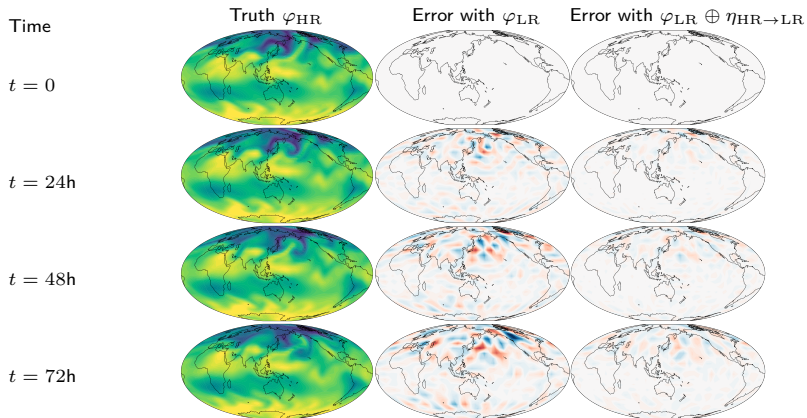 Time
Truth φ_HR
Error with φ_LR
Error with φ_LR ⊕ η_HR→LR
t = 0
t = 24h
t = 48h
t = 72h